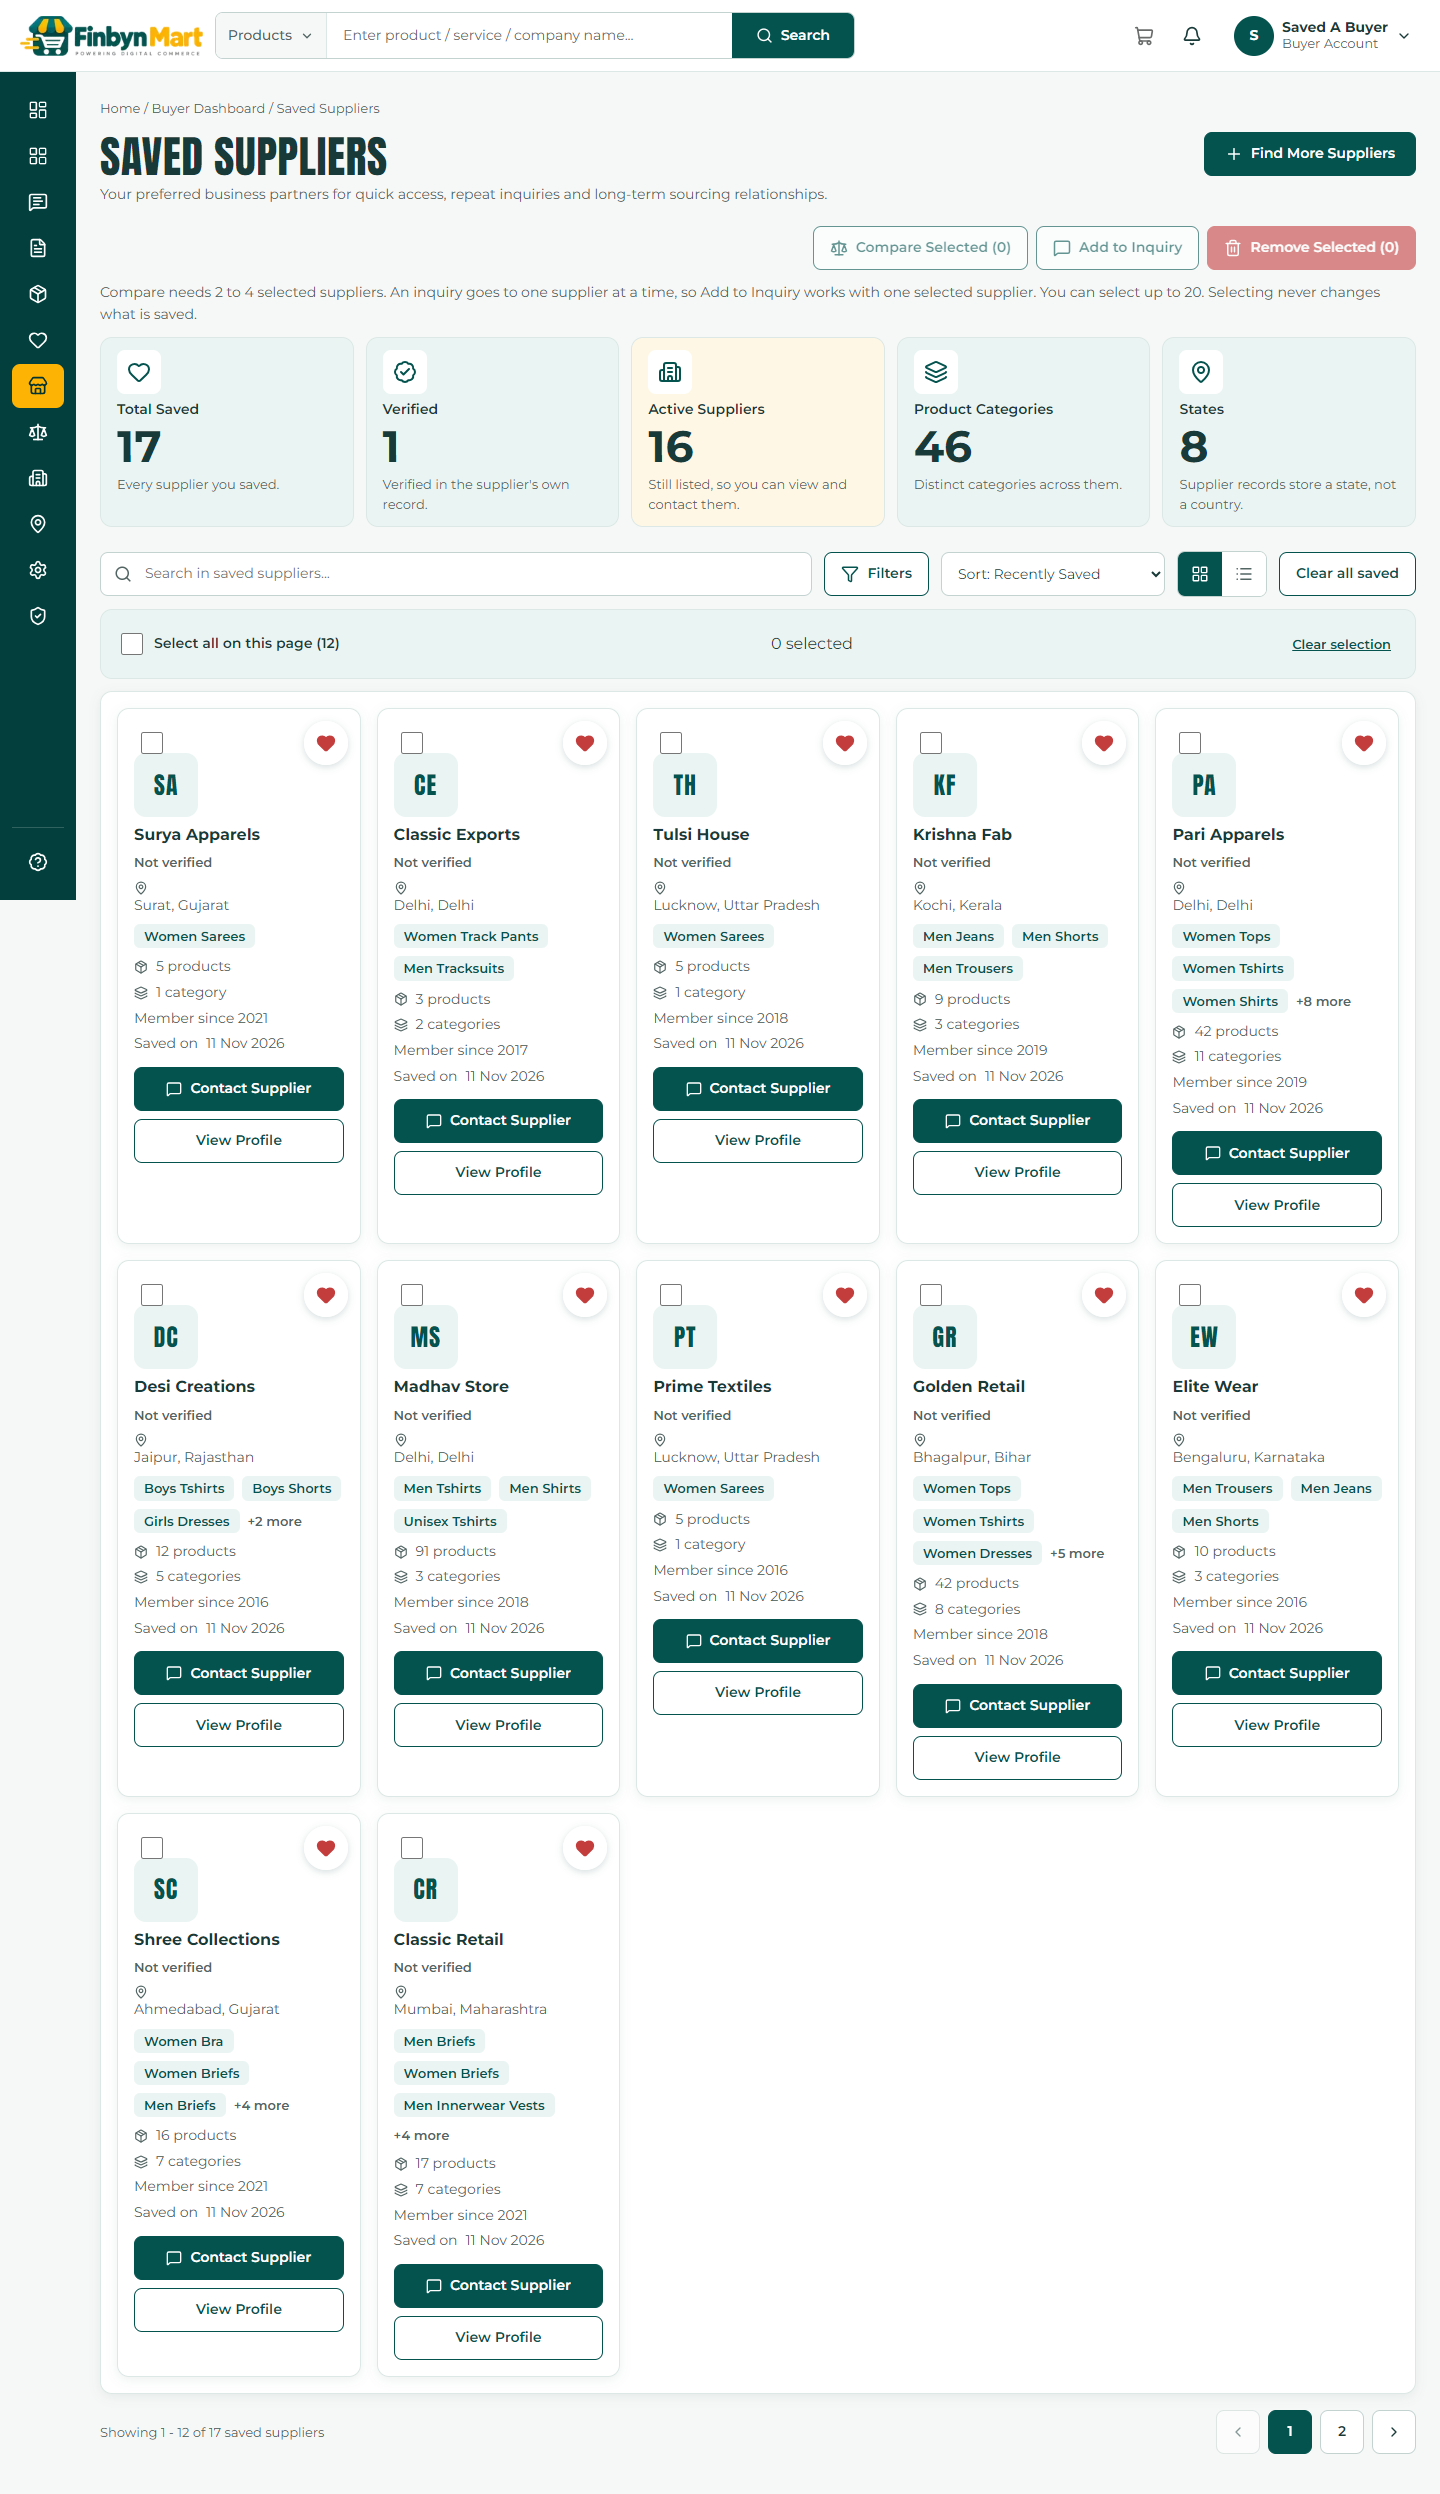 FinbynMart
POWERING DIGITAL COMMERCE
Products
Enter product / service / company name...
Search
S
Saved A Buyer
Buyer Account
Home / Buyer Dashboard / Saved Suppliers
SAVED SUPPLIERS
Find More Suppliers
Your preferred business partners for quick access, repeat inquiries and long-term sourcing relationships.
Compare Selected (0)
Add to Inquiry
Remove Selected (0)
Compare needs 2 to 4 selected suppliers. An inquiry goes to one supplier at a time, so Add to Inquiry works with one selected supplier. You can select up to 20. Selecting never changes
what is saved.
Total Saved
17
Every supplier you saved.
Verified
1
Verified in the supplier's own
record.
Active Suppliers
16
Still listed, so you can view and
contact them.
Product Categories
46
Distinct categories across them.
States
8
Supplier records store a state, not
a country.
Search in saved suppliers...
Filters
Sort: Recently Saved
Clear all saved
Select all on this page (12)
0 selected
Clear selection
SA
Surya Apparels
Not verified
Surat, Gujarat
Women Sarees
5 products
1 category
Member since 2021
Saved on 11 Nov 2026
Contact Supplier
View Profile
CE
Classic Exports
Not verified
Delhi, Delhi
Women Track Pants
Men Tracksuits
3 products
2 categories
Member since 2017
Saved on 11 Nov 2026
Contact Supplier
View Profile
TH
Tulsi House
Not verified
Lucknow, Uttar Pradesh
Women Sarees
5 products
1 category
Member since 2018
Saved on 11 Nov 2026
Contact Supplier
View Profile
KF
Krishna Fab
Not verified
Kochi, Kerala
Men Jeans Men Shorts
Men Trousers
9 products
3 categories
Member since 2019
Saved on 11 Nov 2026
Contact Supplier
View Profile
PA
Pari Apparels
Not verified
Delhi, Delhi
Women Tops
Women Tshirts
Women Shirts +8 more
42 products
11 categories
Member since 2019
Saved on 11 Nov 2026
Contact Supplier
View Profile
DC
Desi Creations
Not verified
Jaipur, Rajasthan
Boys Tshirts Boys Shorts
Girls Dresses +2 more
12 products
5 categories
Member since 2016
Saved on 11 Nov 2026
Contact Supplier
View Profile
MS
Madhav Store
Not verified
Delhi, Delhi
Men Tshirts Men Shirts
Unisex Tshirts
91 products
3 categories
Member since 2018
Saved on 11 Nov 2026
Contact Supplier
View Profile
PT
Prime Textiles
Not verified
Lucknow, Uttar Pradesh
Women Sarees
5 products
1 category
Member since 2016
Saved on 11 Nov 2026
Contact Supplier
View Profile
GR
Golden Retail
Not verified
Bhagalpur, Bihar
Women Tops
Women Tshirts
Women Dresses +5 more
42 products
8 categories
Member since 2018
Saved on 11 Nov 2026
Contact Supplier
View Profile
EW
Elite Wear
Not verified
Bengaluru, Karnataka
Men Trousers Men Jeans
Men Shorts
10 products
3 categories
Member since 2016
Saved on 11 Nov 2026
Contact Supplier
View Profile
SC
Shree Collections
Not verified
Ahmedabad, Gujarat
Women Bra
Women Briefs
Men Briefs +4 more
16 products
7 categories
Member since 2021
Saved on 11 Nov 2026
Contact Supplier
View Profile
CR
Classic Retail
Not verified
Mumbai, Maharashtra
Men Briefs
Women Briefs
Men Innerwear Vests
+4 more
17 products
7 categories
Member since 2021
Saved on 11 Nov 2026
Contact Supplier
View Profile
Showing 1 - 12 of 17 saved suppliers
1
2